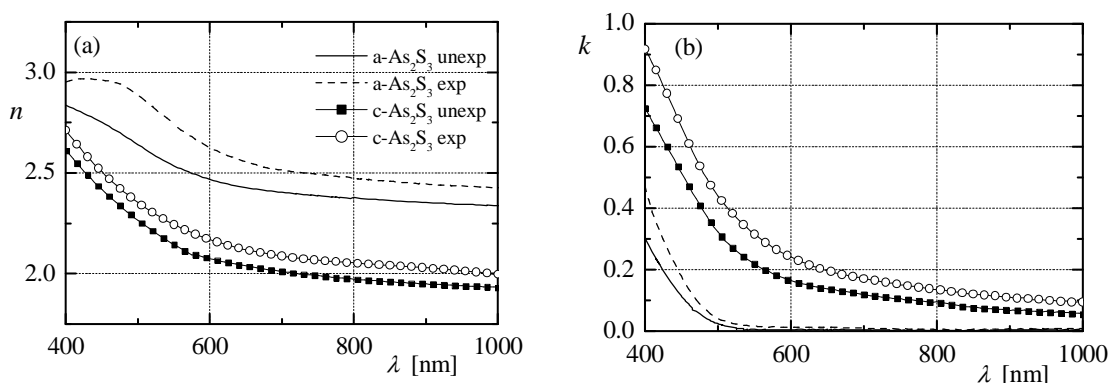 (a)
3.0
2.5
2.0
n
400
600
800
1000
λ [nm]
a-As₂S₃ unexp
a-As₂S₃ exp
c-As₂S₃ unexp
c-As₂S₃ exp
(b)
1.0
0.8
0.6
0.4
0.2
0.0
k
400
600
800
1000
λ [nm]